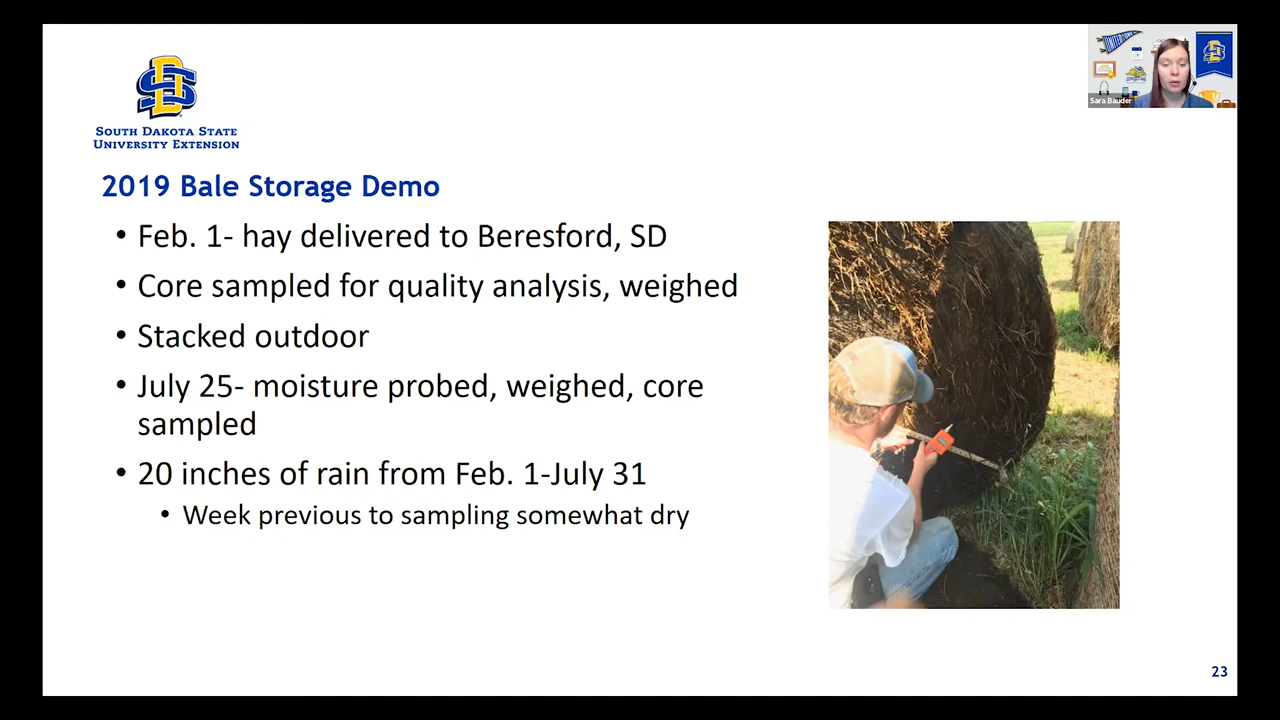 SOUTH DAKOTA STATE
UNIVERSITY EXTENSION
2019 Bale Storage Demo
• Feb. 1- hay delivered to Beresford, SD
• Core sampled for quality analysis, weighed
• Stacked outdoor
• July 25- moisture probed, weighed, core
sampled
• 20 inches of rain from Feb. 1-July 31
• Week previous to sampling somewhat dry
Sara Bauder
23